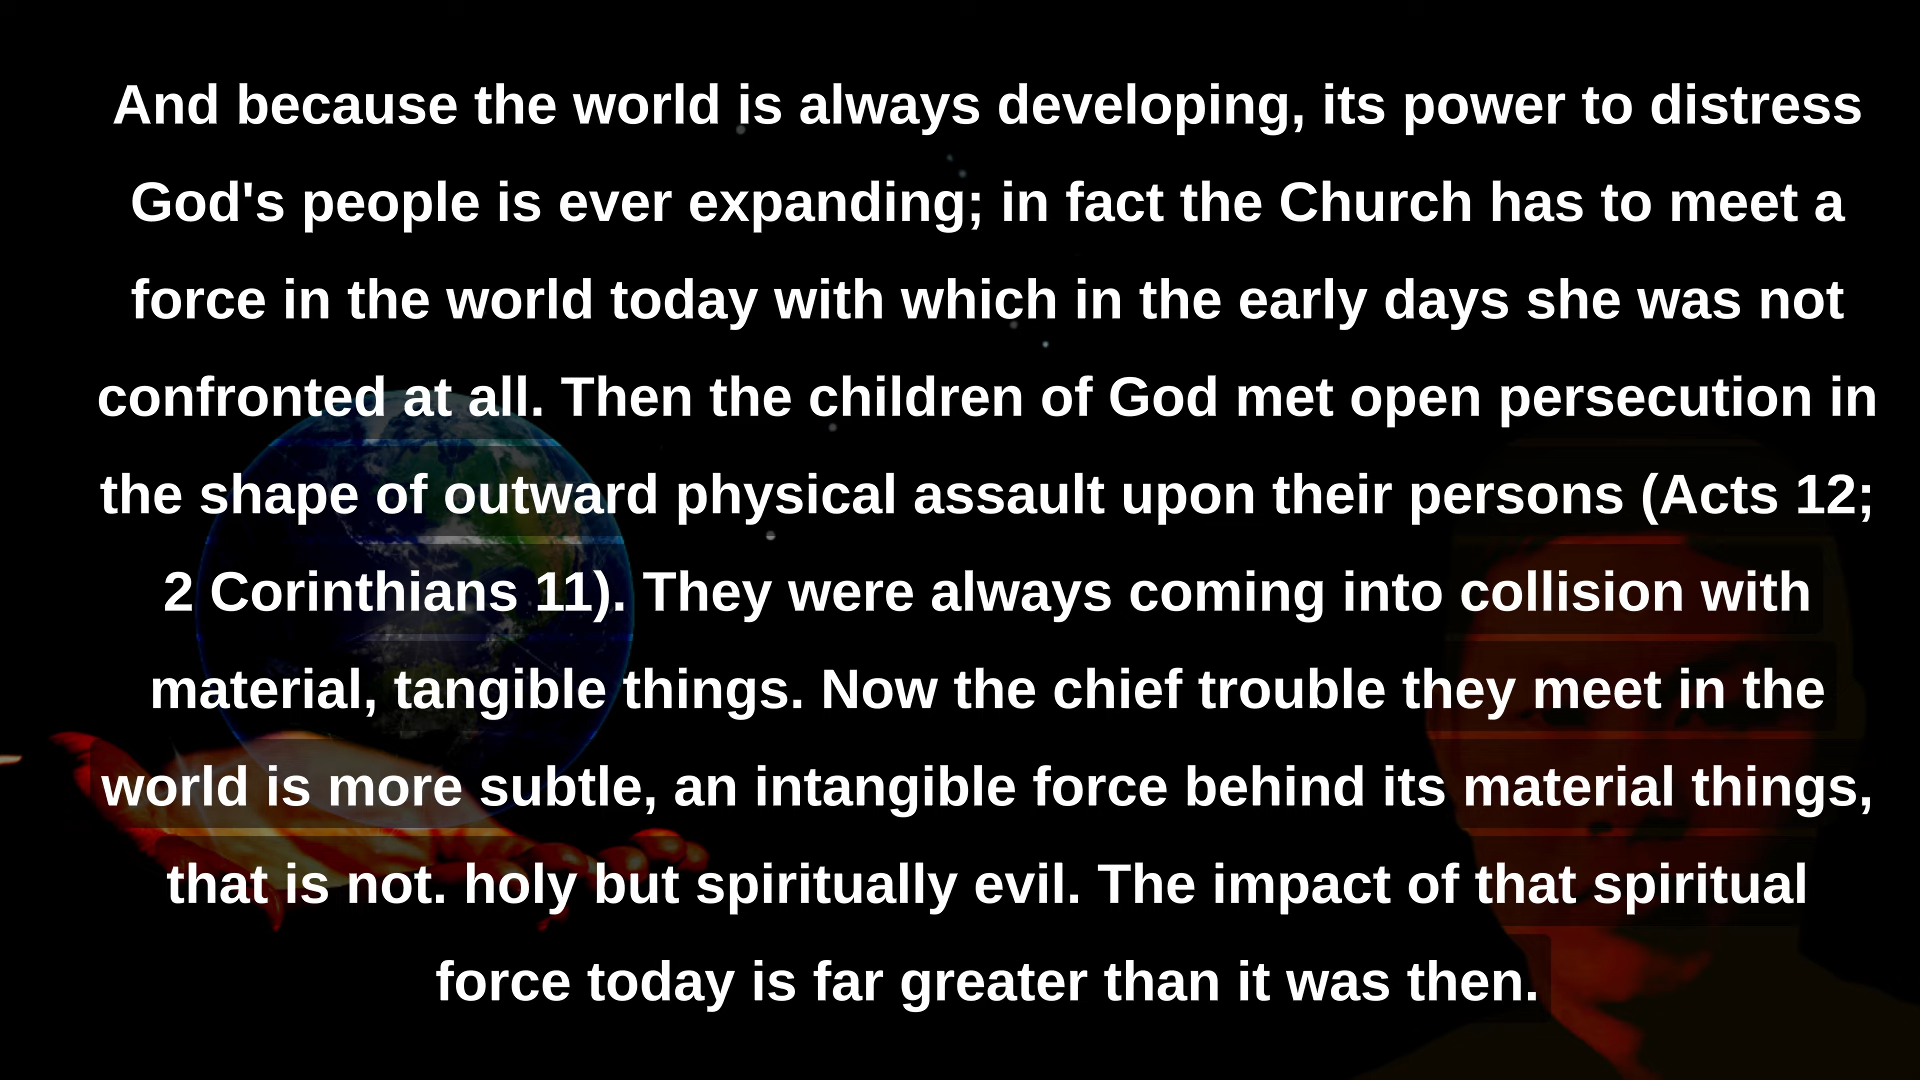 And because the world is always developing, its power to distress
God's people is ever expanding; in fact the Church has to meet a
force in the world today with which in the early days she was not
confronted at all. Then the children of God met open persecution in
the shape of outward physical assault upon their persons (Acts 12;
2 Corinthians 11). They were always coming into collision with
material, tangible things. Now the chief trouble they meet in the
world is more subtle, an intangible force behind its material things,
that is not. holy but spiritually evil. The impact of that spiritual
force today is far greater than it was then.